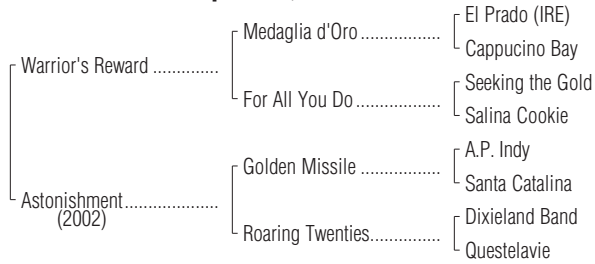 El Prado (IRE)
Medaglia d'Oro ..................
Cappucino Bay
Warrior's Reward ..............
Seeking the Gold
For All You Do ..................
Salina Cookie
A.P. Indy
Golden Missile .................
Santa Catalina
Astonishment....................
(2002)
Dixieland Band
Roaring Twenties...............
Questelavie